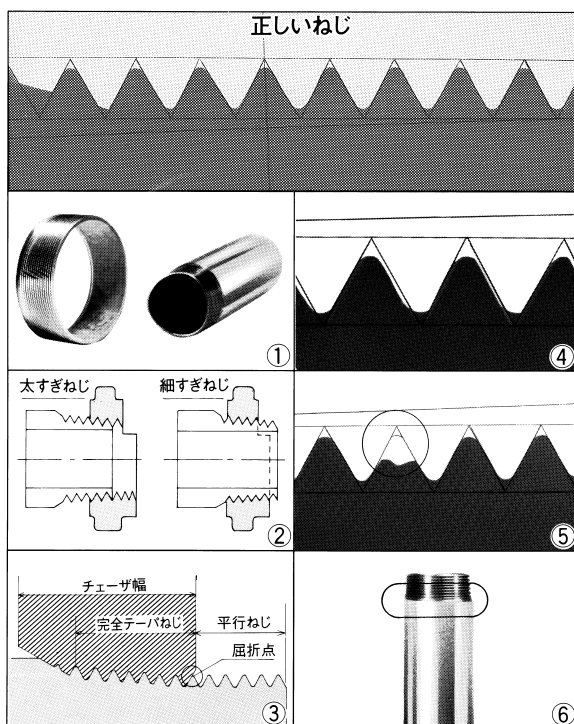 正しいねじ
①
④
太すぎねじ
細すぎねじ
②
⑤
チェーザ幅
完全テーパねじ
平行ねじ
屈折点
③
⑥